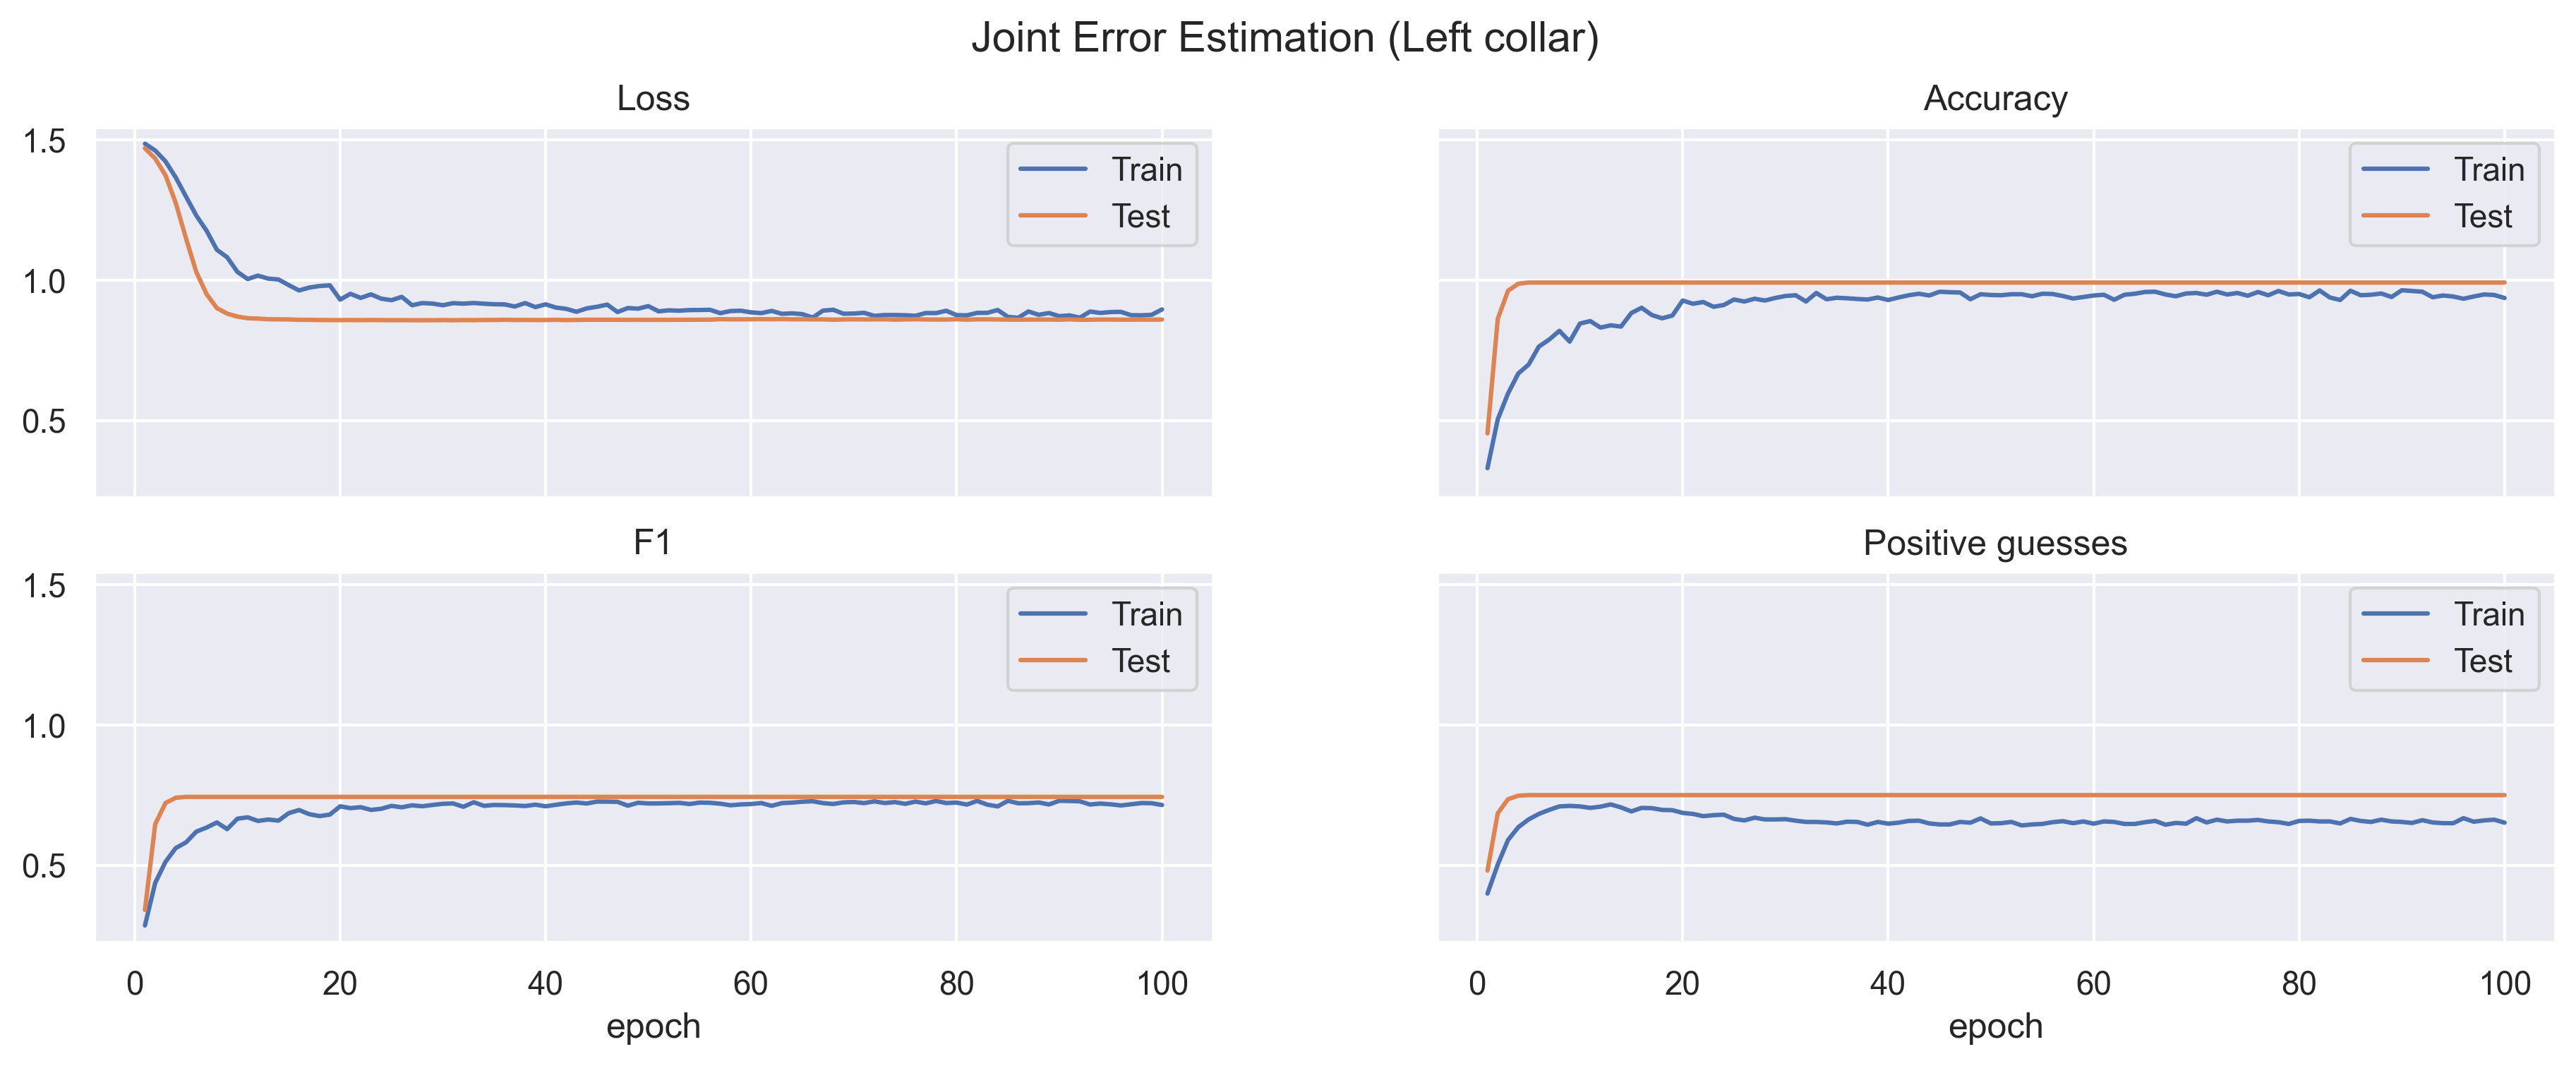 Joint Error Estimation (Left collar)
Loss
1.5
1.0
0.5
Train
Test
Accuracy
Train
Test
F1
1.5
1.0
0.5
0 20 40 60 80 100
epoch
Train
Test
Positive guesses
Train
Test
0 20 40 60 80 100
epoch